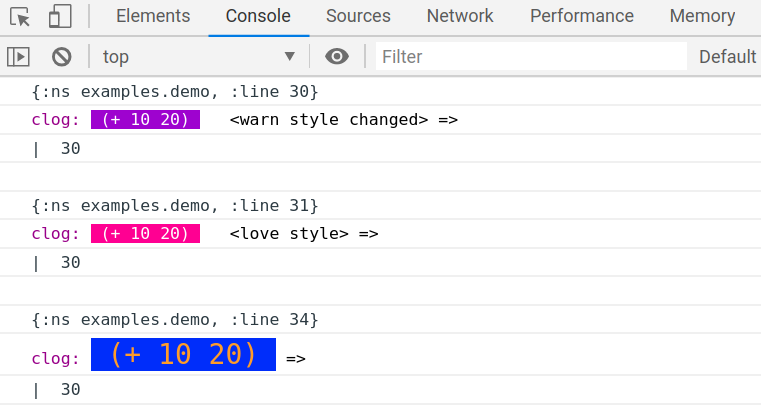 Elements Console Sources Network Performance Memory
top Filter Default
{:ns examples.demo, :line 30}
clog: (+ 10 20) <warn style changed> =>
| 30
{:ns examples.demo, :line 31}
clog: (+ 10 20) <love style> =>
| 30
{:ns examples.demo, :line 34}
clog: (+ 10 20) =>
| 30